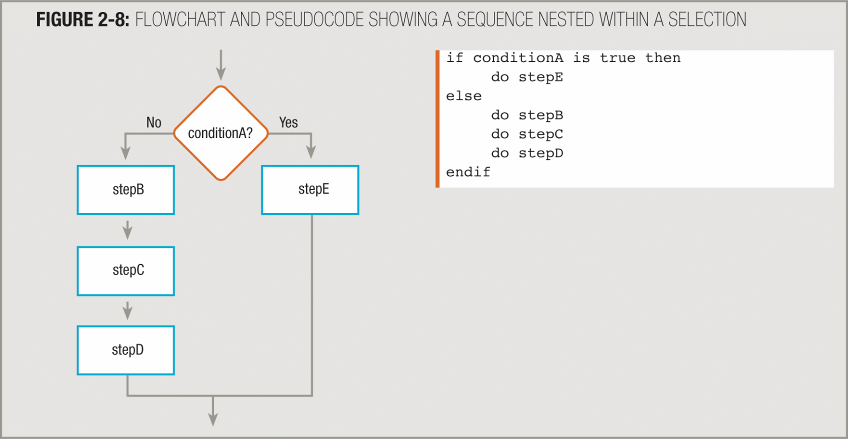 FIGURE 2-8: FLOWCHART AND PSEUDOCODE SHOWING A SEQUENCE NESTED WITHIN A SELECTION
No
conditionA?
Yes
stepB
stepE
stepC
stepD
if conditionA is true then
do stepE
else
do stepB
do stepC
do stepD
endif